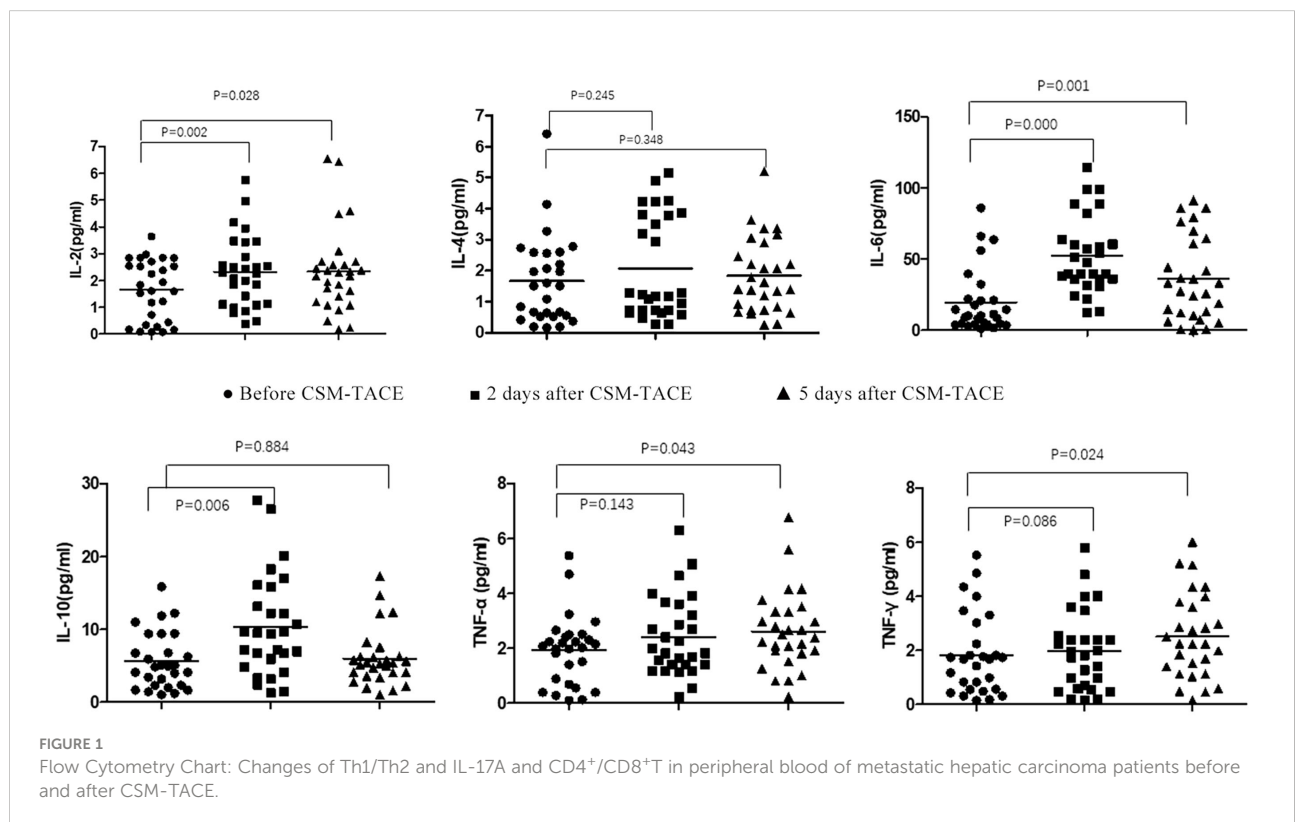 P=0.028
P=0.002
IL-2(pg/ml)
7
6
5
4
3
2
1
0
P=0.245
P=0.348
IL-4(pg/ml)
7
6
5
4
3
2
1
0
P=0.001
P=0.000
IL-6(pg/ml)
150
100
50
0
● Before CSM-TACE ■ 2 days after CSM-TACE ▲ 5 days after CSM-TACE
P=0.884
P=0.006
IL-10(pg/ml)
30
20
10
0
P=0.043
P=0.143
TNF-α (pg/ml)
8
6
4
2
0
P=0.024
P=0.086
TNF-γ (pg/ml)
8
6
4
2
0
FIGURE 1
Flow Cytometry Chart: Changes of Th1/Th2 and IL-17A and CD4⁺/CD8⁺T in peripheral blood of metastatic hepatic carcinoma patients before
and after CSM-TACE.